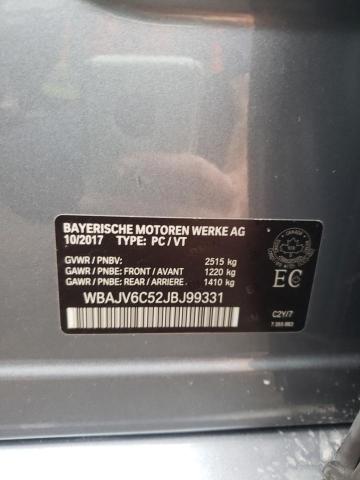 BAYERISCHE MOTOREN WERKE AG
10/2017 TYPE: PC / VT
GVWR / PNBV: 2515 kg
GAWR / PNBE: FRONT / AVANT 1220 kg
GAWR / PNBE: REAR / ARRIERE 1410 kg
WBAJV6C52JBJ99331
CANADA
EC
C2Y/7